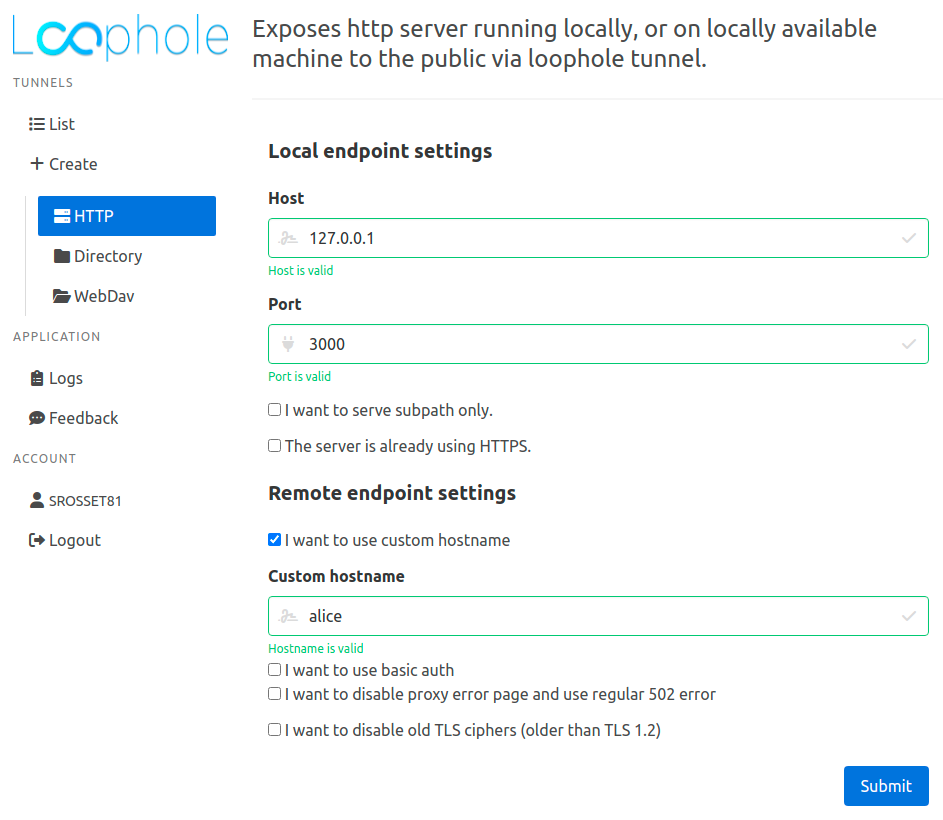 Loophole
TUNNELS
List
Create
HTTP
Directory
WebDav
APPLICATION
Logs
Feedback
ACCOUNT
SROSSET81
Logout
Exposes http server running locally, or on locally available
machine to the public via loophole tunnel.
Local endpoint settings
Host
127.0.0.1
Host is valid
Port
3000
Port is valid
I want to serve subpath only.
The server is already using HTTPS.
Remote endpoint settings
I want to use custom hostname
Custom hostname
alice
Hostname is valid
I want to use basic auth
I want to disable proxy error page and use regular 502 error
I want to disable old TLS ciphers (older than TLS 1.2)
Submit